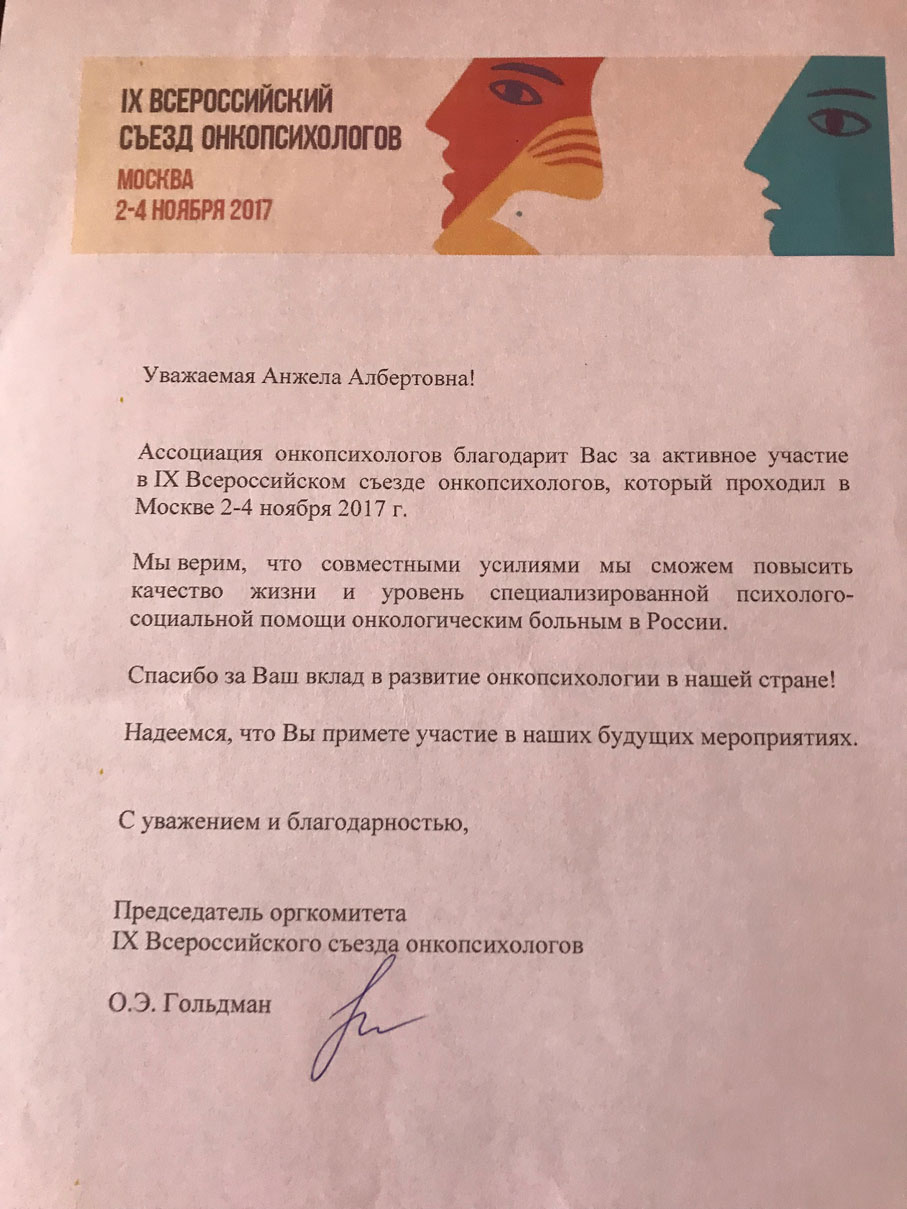 IX ВСЕРОССИЙСКИЙ
СЪЕЗД ОНКОПСИХОЛОГОВ
МОСКВА
2-4 НОЯБРЯ 2017
Уважаемая Анжела Албертовна!
Ассоциация онкопсихологов благодарит Вас за активное участие
в IX Всероссийском съезде онкопсихологов, который проходил в
Москве 2-4 ноября 2017 г.
Мы верим, что совместными усилиями мы сможем повысить
качество жизни и уровень специализированной психолого-
социальной помощи онкологическим больным в России.
Спасибо за Ваш вклад в развитие онкопсихологии в нашей стране!
Надеемся, что Вы примете участие в наших будущих мероприятиях.
С уважением и благодарностью,
Председатель оргкомитета
IX Всероссийского съезда онкопсихологов
О.Э. Гольдман